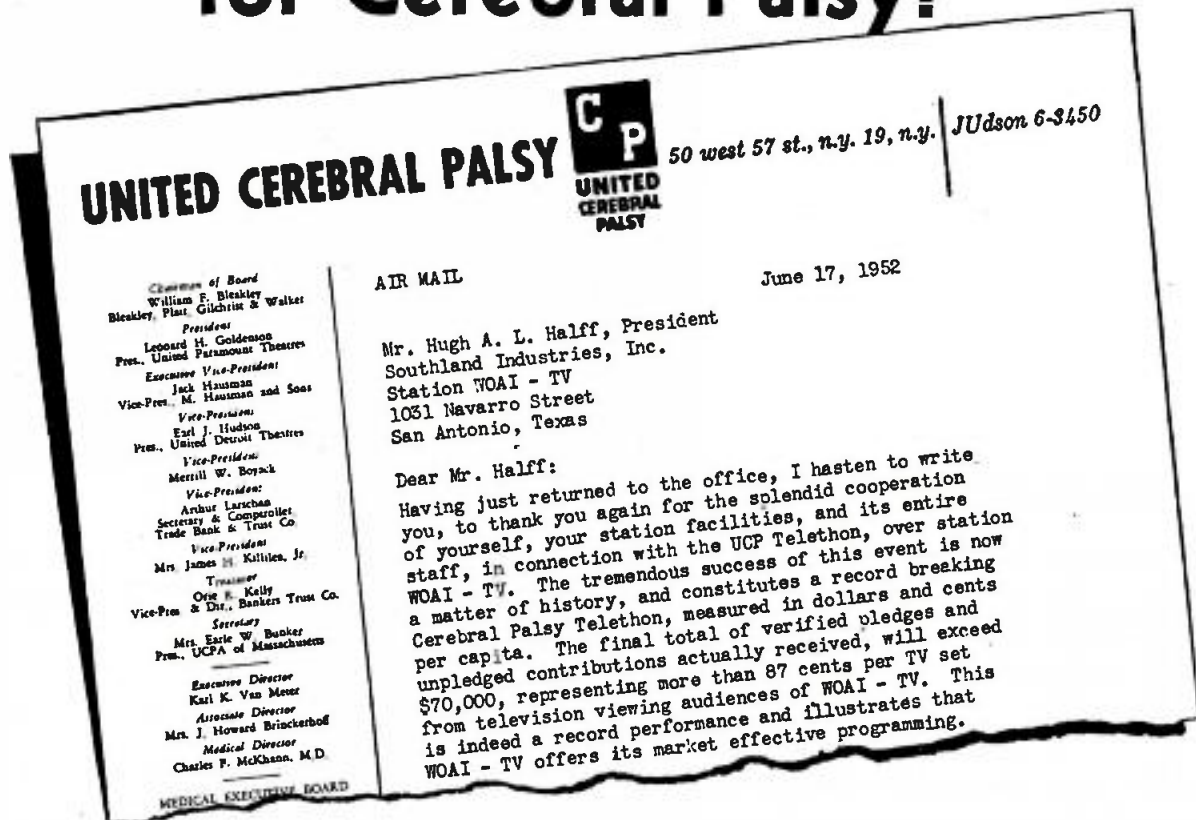 for Cerebral Palsy?
UNITED CEREBRAL PALSY
C P
UNITED
CEREBRAL
PALSY
50 west 57 st., n.y. 19, n.y.
JUdson 6-3450
Chairman of Board
William F. Bleakley
Bleakley, Platt, Gilchrist & Walker
President
Leonard H. Goldenson
Pres., United Paramount Theatres
Executive Vice-President
Jack Hausman
Vice-Pres., M. Hausman and Sons
Vice-President
Earl J. Hudson
Pres., United Detroit Theatres
Vice-President
Merrill W. Boyack
Vice-President
Arthur Larschan
Secretary & Comptroller
Trade Bank & Trust Co.
Vice-President
Mrs. James H. Killilea, Jr.
Treasurer
Otie R. Kelly
Vice-Pres. & Dir., Bankers Trust Co.
Secretary
Mrs. Earle W. Bunker
Pres., UCPA of Massachusetts
Executive Director
Karl K. Van Meter
Associate Director
Mrs. J. Howard Brinckerhoff
Medical Director
Charles F. McKhann, M.D.
MEDICAL EXECUTIVE BOARD
AIR MAIL
June 17, 1952
Mr. Hugh A. L. Halff, President
Southland Industries, Inc.
Station WOAI - TV
1031 Navarro Street
San Antonio, Texas
Dear Mr. Halff:
Having just returned to the office, I hasten to write
you, to thank you again for the splendid cooperation
of yourself, your station facilities, and its entire
staff, in connection with the UCP Telethon, over station
WOAI - TV. The tremendous success of this event is now
a matter of history, and constitutes a record breaking
Cerebral Palsy Telethon, measured in dollars and cents
per capita. The final total of verified pledges and
unpledged contributions actually received, will exceed
$70,000, representing more than 87 cents per TV set
from television viewing audiences of WOAI - TV. This
is indeed a record performance and illustrates that
WOAI - TV offers its market effective programming.